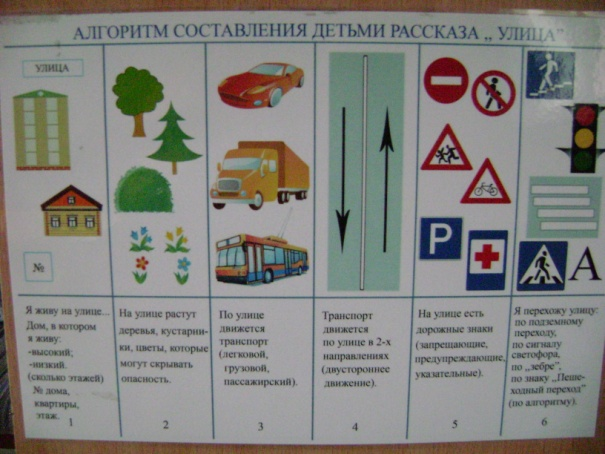 АЛГОРИТМ СОСТАВЛЕНИЯ ДЕТЬМИ РАССКАЗА „ УЛИЦА"
УЛИЦА
№
Я живу на улице...
Дом, в котором
я живу:
-высокий;
-низкий.
(сколько этажей)
№ дома,
квартиры,
этаж.
1
На улице растут
деревья, кустарни-
ки, цветы, которые
могут скрывать
опасность.
2
По улице
движется
транспорт
(легковой,
грузовой,
пассажирский).
3
Транспорт
движется
по улице в 2-х
направлениях
(двустороннее
движение).
4
P
На улице есть
дорожные знаки
(запрещающие,
предупреждающие,
указательные).
5
А
Я перехожу улицу:
по подземному
переходу,
по сигналу
светофора,
по „зебре",
по знаку „Пеше-
ходный переход"
(по алгоритму).
6